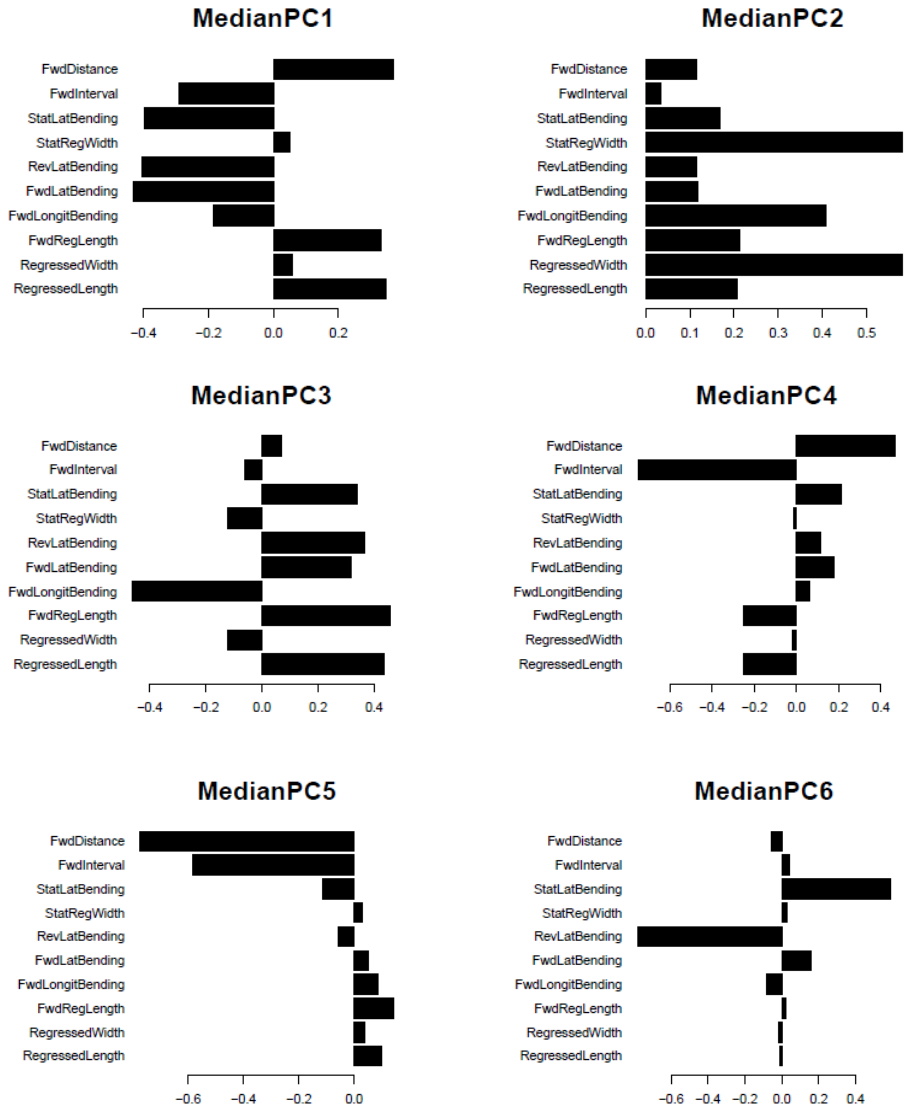 MedianPC1
FwdDistance
FwdInterval
StatLatBending
StatRegWidth
RevLatBending
FwdLatBending
FwdLongitBending
FwdRegLength
RegressedWidth
RegressedLength
−0.4 −0.2 0.0 0.2
MedianPC2
FwdDistance
FwdInterval
StatLatBending
StatRegWidth
RevLatBending
FwdLatBending
FwdLongitBending
FwdRegLength
RegressedWidth
RegressedLength
0.0 0.1 0.2 0.3 0.4 0.5
MedianPC3
FwdDistance
FwdInterval
StatLatBending
StatRegWidth
RevLatBending
FwdLatBending
FwdLongitBending
FwdRegLength
RegressedWidth
RegressedLength
−0.4 −0.2 0.0 0.2 0.4
MedianPC4
FwdDistance
FwdInterval
StatLatBending
StatRegWidth
RevLatBending
FwdLatBending
FwdLongitBending
FwdRegLength
RegressedWidth
RegressedLength
−0.6 −0.4 −0.2 0.0 0.2 0.4
MedianPC5
FwdDistance
FwdInterval
StatLatBending
StatRegWidth
RevLatBending
FwdLatBending
FwdLongitBending
FwdRegLength
RegressedWidth
RegressedLength
−0.6 −0.4 −0.2 0.0
MedianPC6
FwdDistance
FwdInterval
StatLatBending
StatRegWidth
RevLatBending
FwdLatBending
FwdLongitBending
FwdRegLength
RegressedWidth
RegressedLength
−0.6 −0.4 −0.2 0.0 0.2 0.4